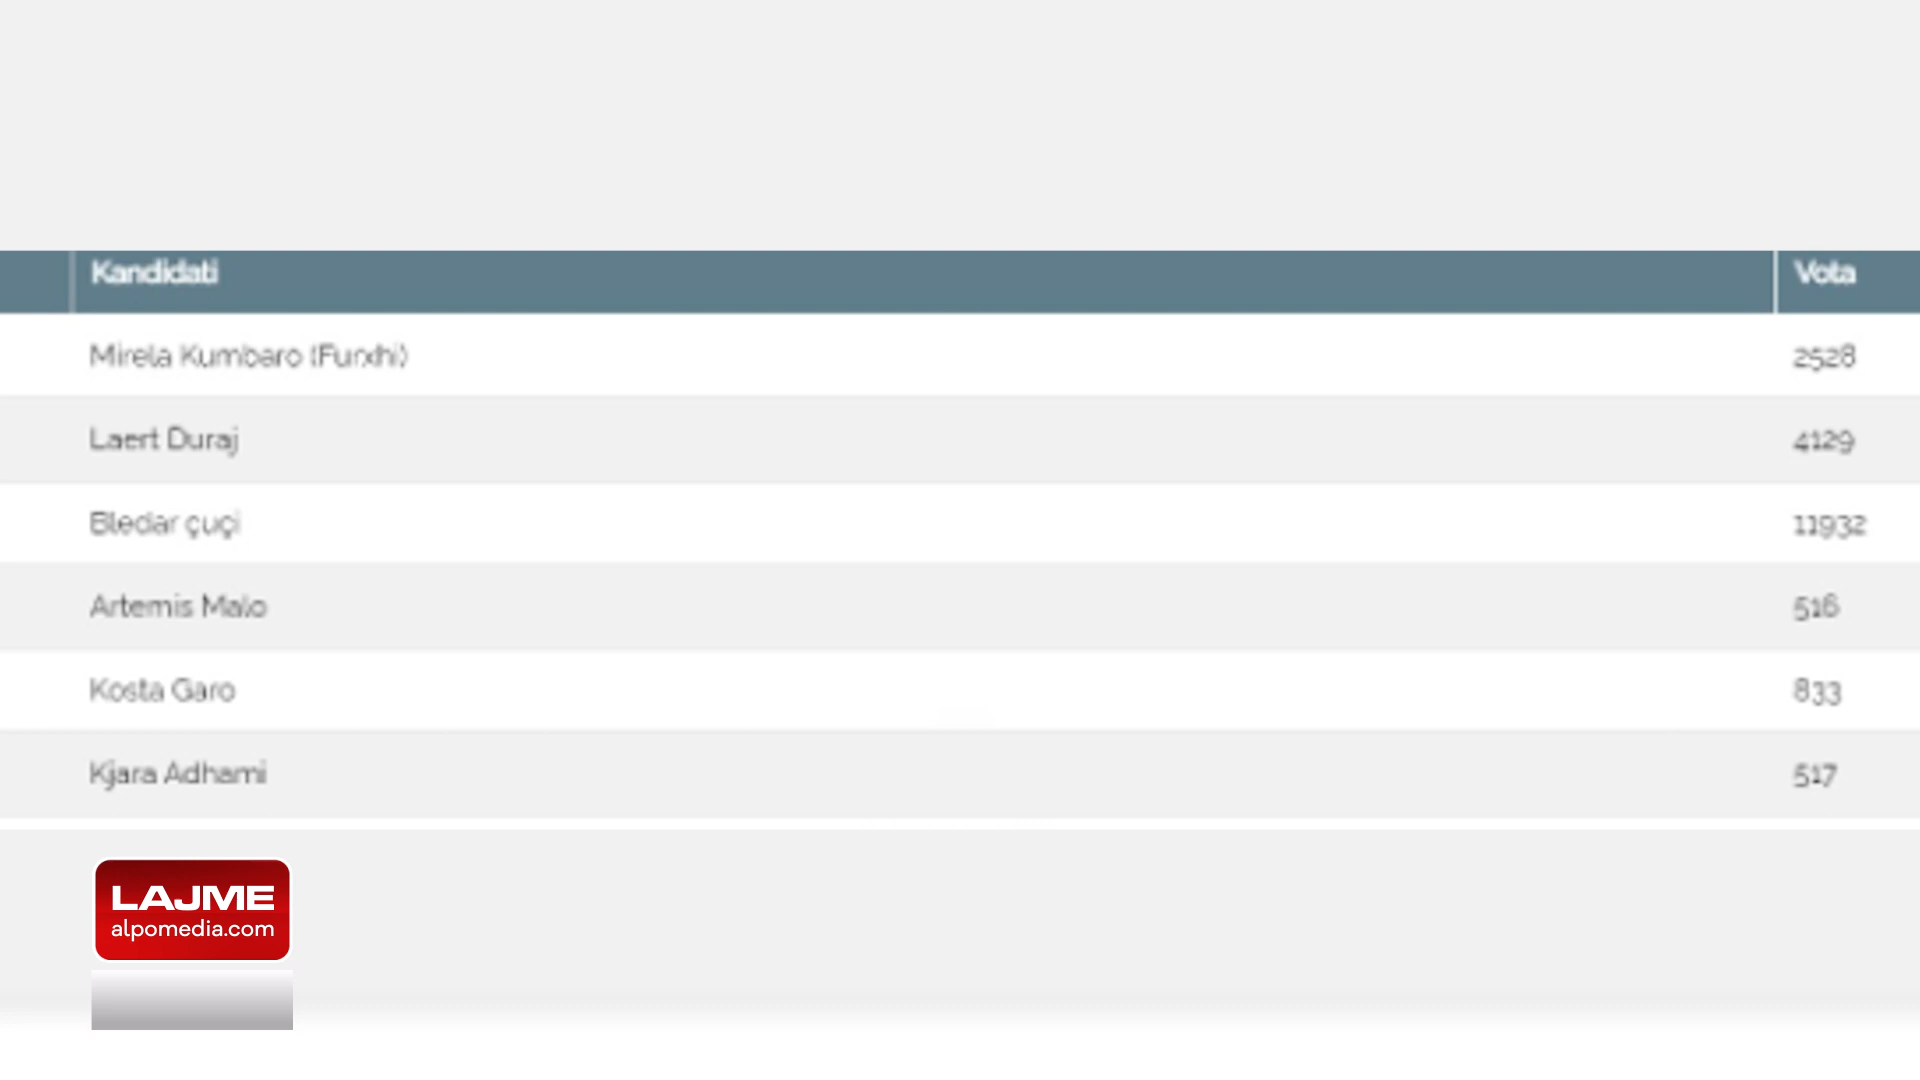 Kandidati Vota
Mirela Kumbaro (Furxhi) 2528
Laert Duraj 4129
Bledar çuçi 11932
Artemis Malo 516
Kosta Garo 833
Kjara Adhami 517
LAJME
alpomedia.com